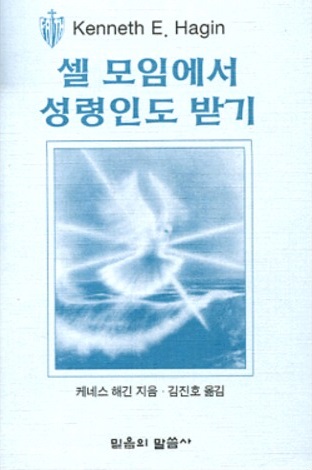 FAITH
Kenneth E. Hagin
셀 모임에서
성령인도 받기
케네스 해긴 지음 · 김진호 옮김
믿음의 말씀사